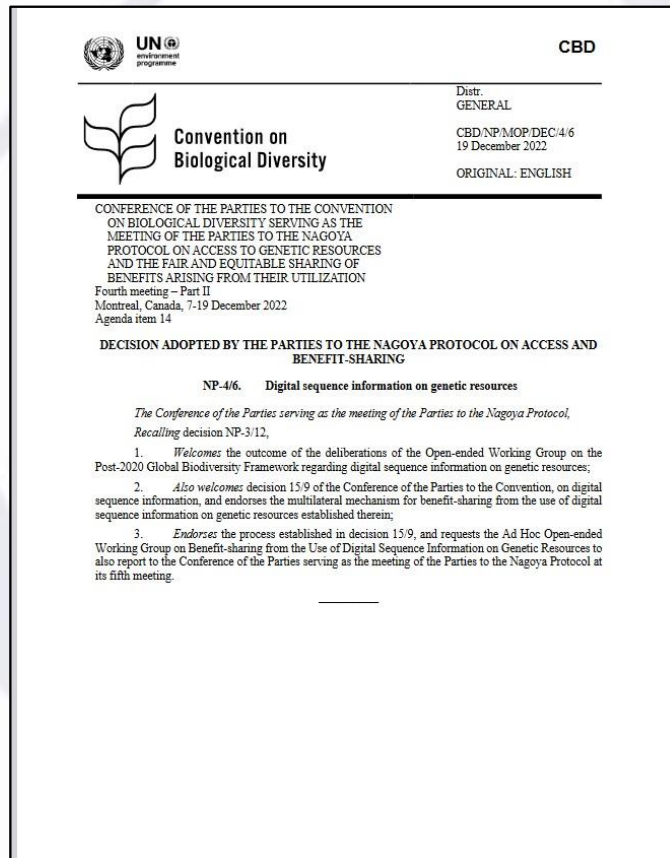 UN
environment
programme
CBD
Distr.
GENERAL
CBD/NP/MOP/DEC/4/6
19 December 2022
ORIGINAL: ENGLISH
Convention on
Biological Diversity
CONFERENCE OF THE PARTIES TO THE CONVENTION
ON BIOLOGICAL DIVERSITY SERVING AS THE
MEETING OF THE PARTIES TO THE NAGOYA
PROTOCOL ON ACCESS TO GENETIC RESOURCES
AND THE FAIR AND EQUITABLE SHARING OF
BENEFITS ARISING FROM THEIR UTILIZATION
Fourth meeting – Part II
Montreal, Canada, 7-19 December 2022
Agenda item 14
DECISION ADOPTED BY THE PARTIES TO THE NAGOYA PROTOCOL ON ACCESS AND
BENEFIT-SHARING
NP-4/6. Digital sequence information on genetic resources
The Conference of the Parties serving as the meeting of the Parties to the Nagoya Protocol,
Recalling decision NP-3/12,
1. Welcomes the outcome of the deliberations of the Open-ended Working Group on the
Post-2020 Global Biodiversity Framework regarding digital sequence information on genetic resources;
2. Also welcomes decision 15/9 of the Conference of the Parties to the Convention, on digital
sequence information, and endorses the multilateral mechanism for benefit-sharing from the use of digital
sequence information on genetic resources established therein;
3. Endorses the process established in decision 15/9, and requests the Ad Hoc Open-ended
Working Group on Benefit-sharing from the Use of Digital Sequence Information on Genetic Resources to
also report to the Conference of the Parties serving as the meeting of the Parties to the Nagoya Protocol at
its fifth meeting.